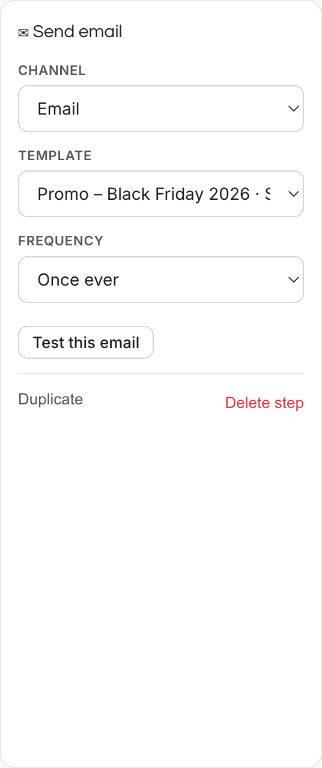 ✉ Send email
CHANNEL
Email
TEMPLATE
Promo – Black Friday 2026 ·
FREQUENCY
Once ever
Test this email
Duplicate
Delete step